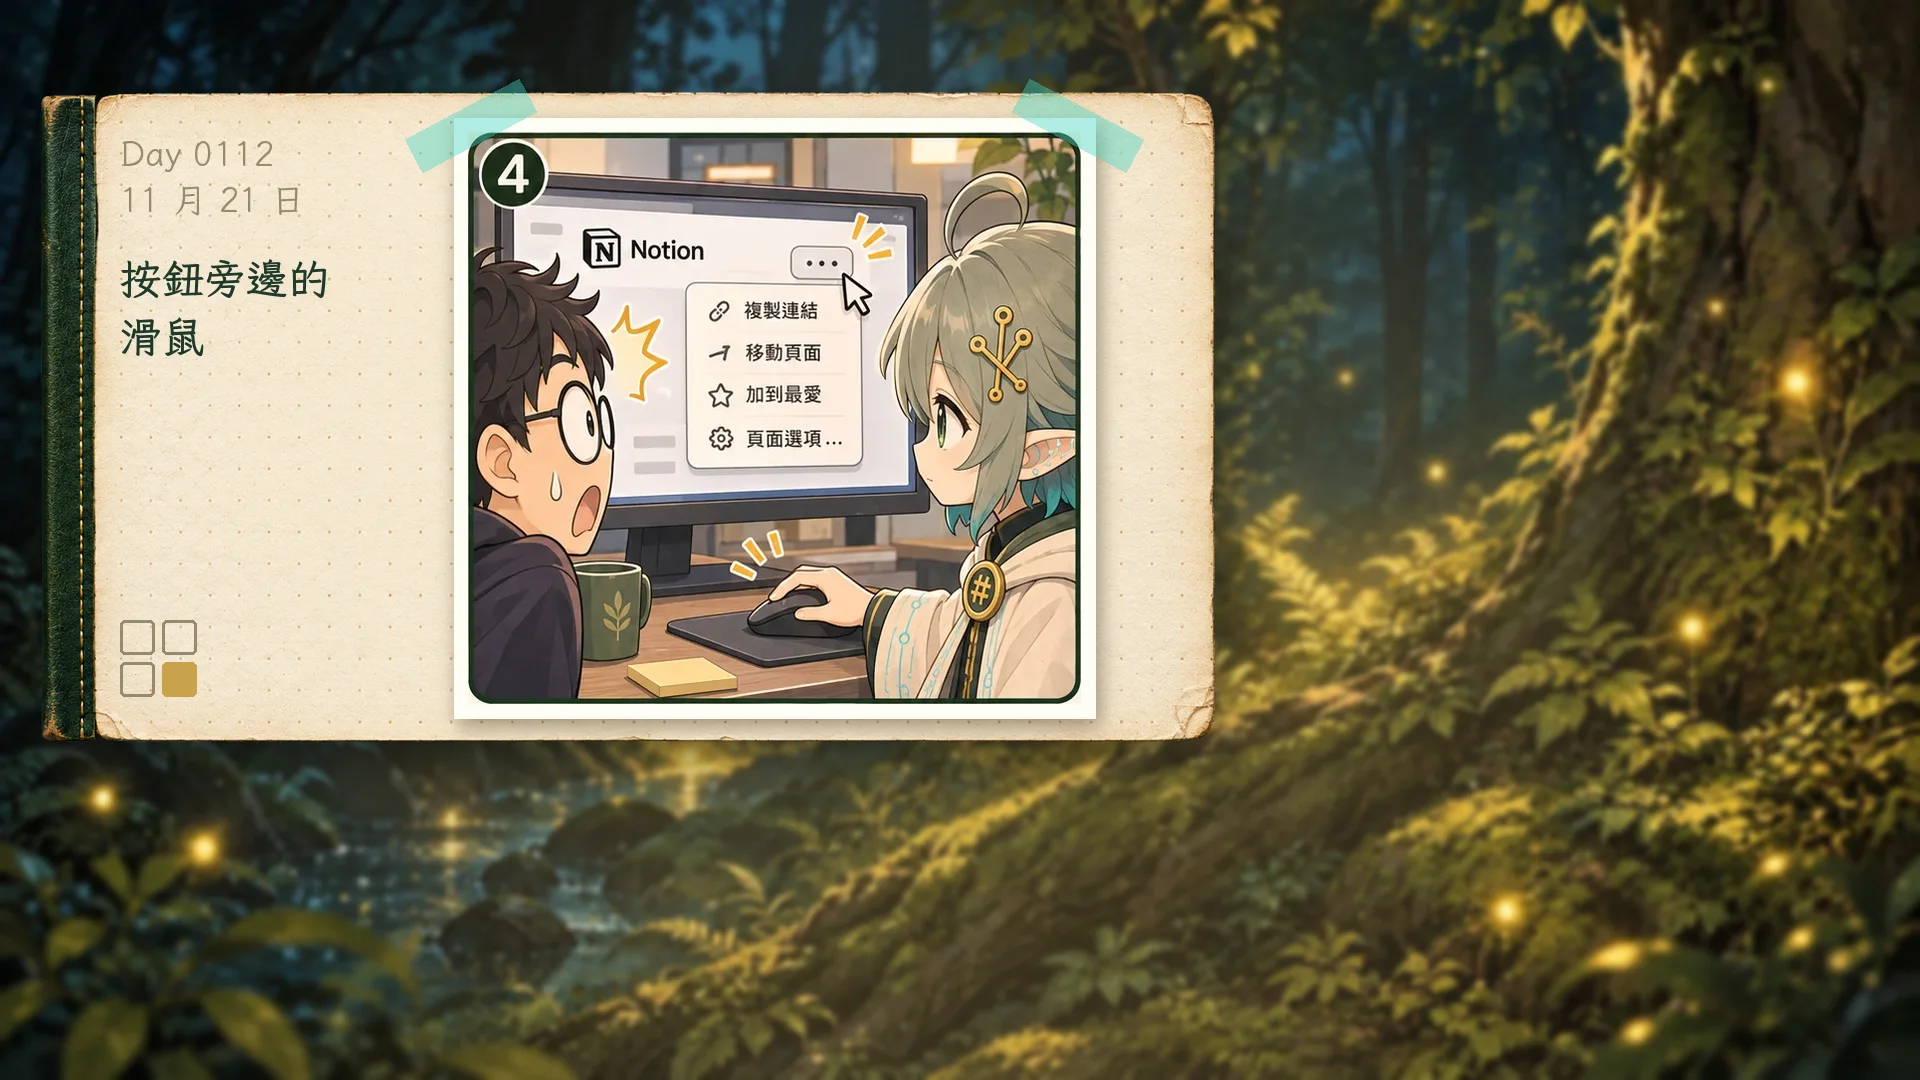 Day 0112
11 月 21 日
按鈕旁邊的
滑鼠
4
N Notion
•••
複製連結
移動頁面
加到最愛
頁面選項...
#